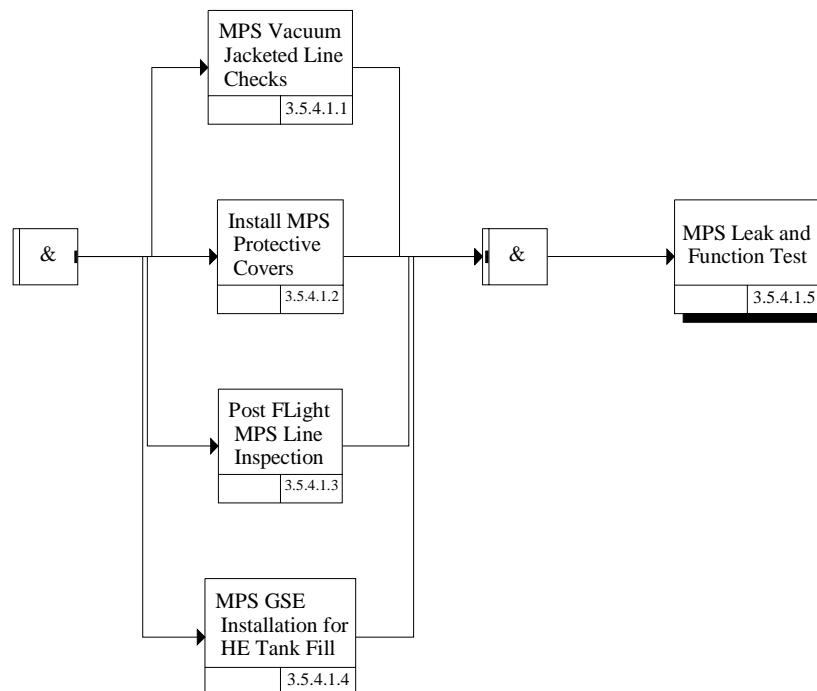 MPS Vacuum
Jacketed Line
Checks
3.5.4.1.1
&
Install MPS
Protective
Covers
3.5.4.1.2
&
MPS Leak and
Function Test
3.5.4.1.5
Post FLight
MPS Line
Inspection
3.5.4.1.3
MPS GSE
Installation for
HE Tank Fill
3.5.4.1.4